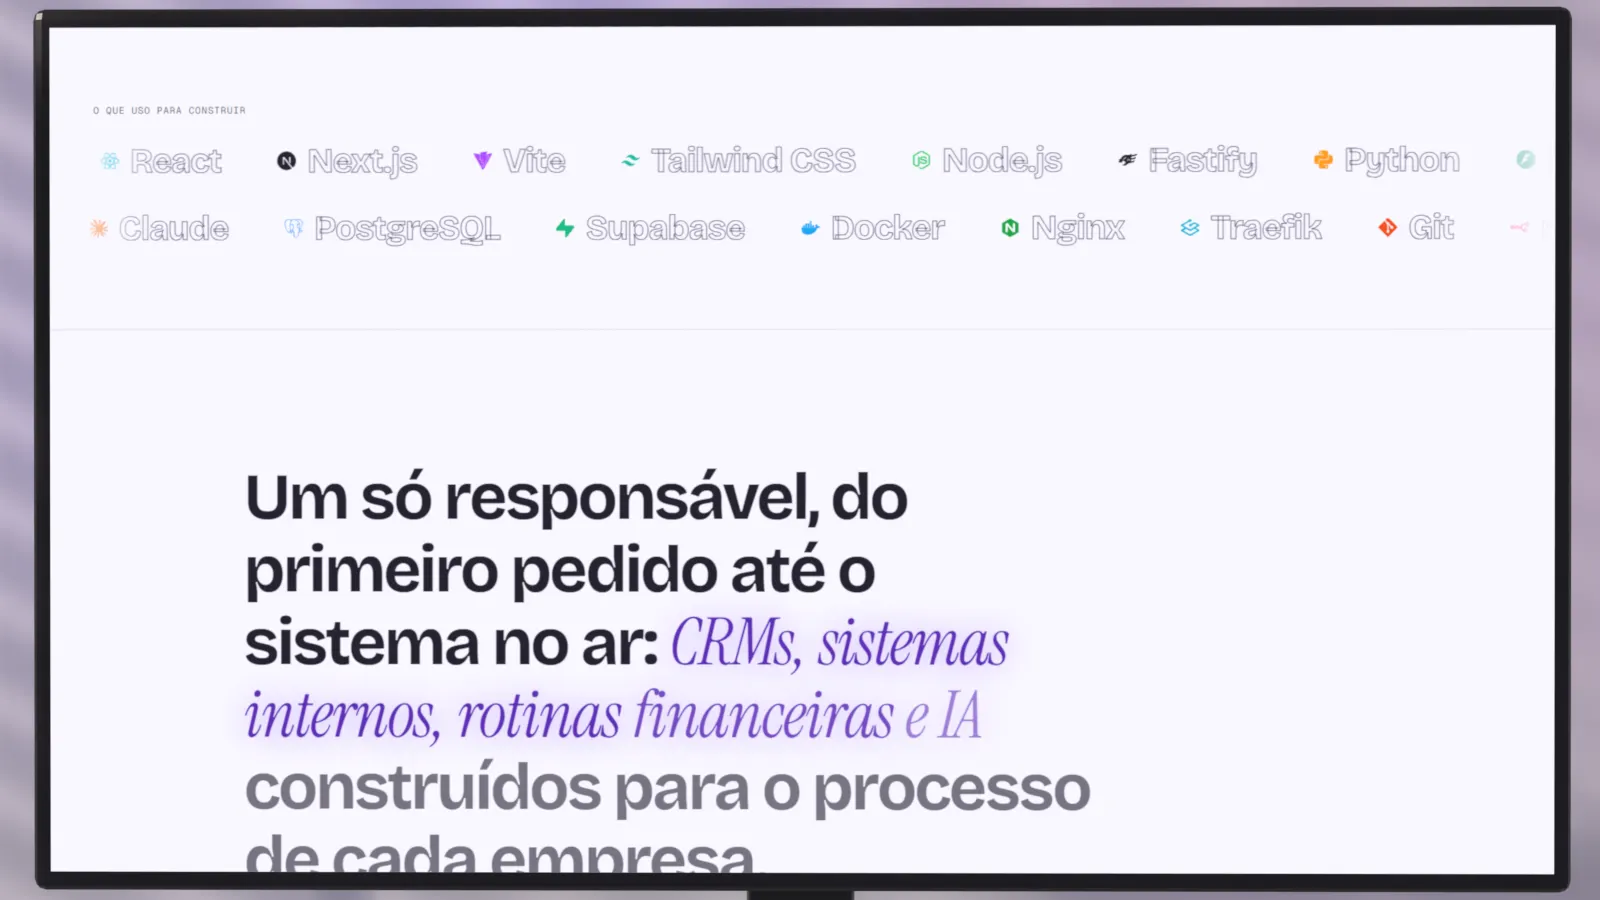 O QUE USO PARA CONSTRUIR
React Next.js Vite Tailwind CSS Node.js Fastify Python
Claude PostgreSQL Supabase Docker Nginx Traefik Git
Um só responsável, do
primeiro pedido até o
sistema no ar: CRMs, sistemas
internos, rotinas financeiras e IA
construídos para o processo
de cada empresa.